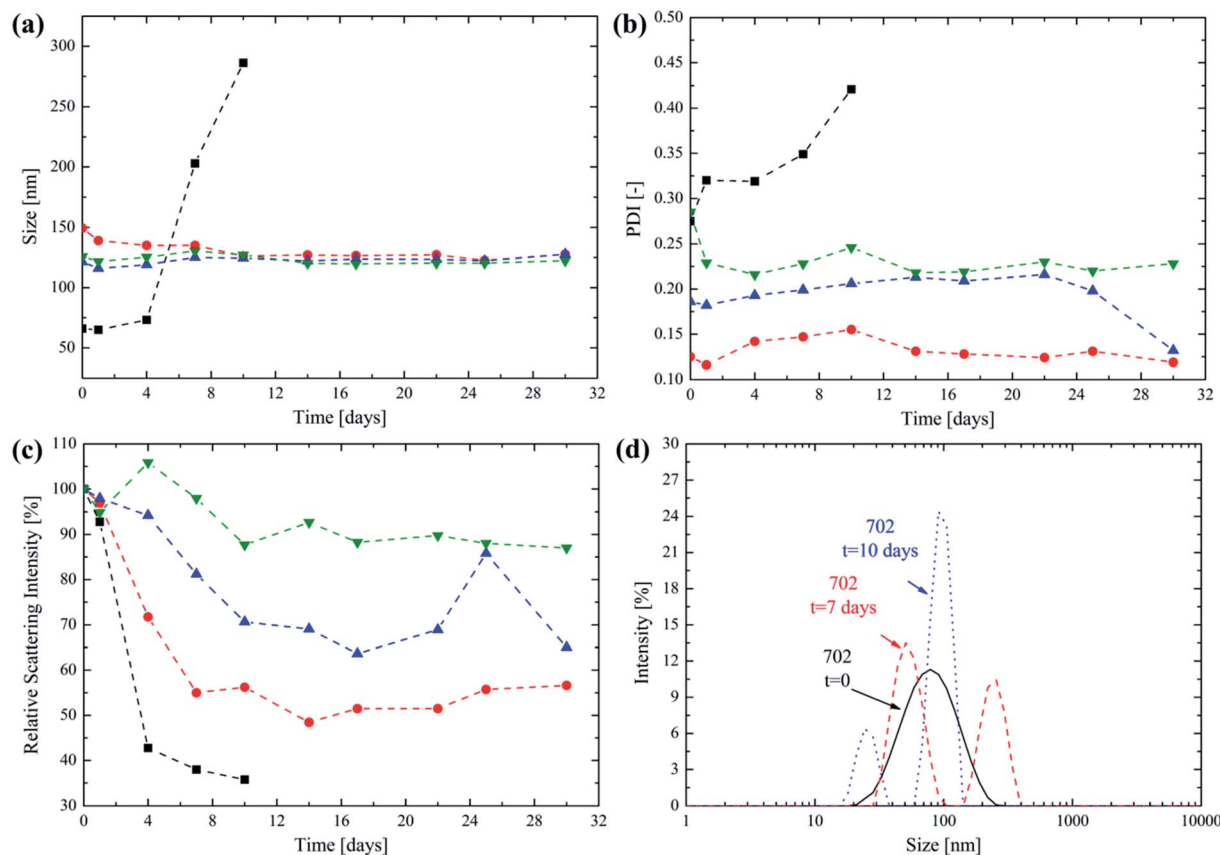 (a)
300
250
200
150
100
50
Size [nm]
0 4 8 12 16 20 24 28 32
Time [days]
(b)
0.50
0.45
0.40
0.35
0.30
0.25
0.20
0.15
0.10
PDI [-]
0 4 8 12 16 20 24 28 32
Time [days]
(c)
110
100
90
80
70
60
50
40
30
Relative Scattering Intensity [%]
0 4 8 12 16 20 24 28 32
Time [days]
(d)
30
27
24
21
18
15
12
9
6
3
0
Intensity [%]
702
t=10 days
702
t=7 days
702
t=0
1 10 100 1000 10000
Size [nm]